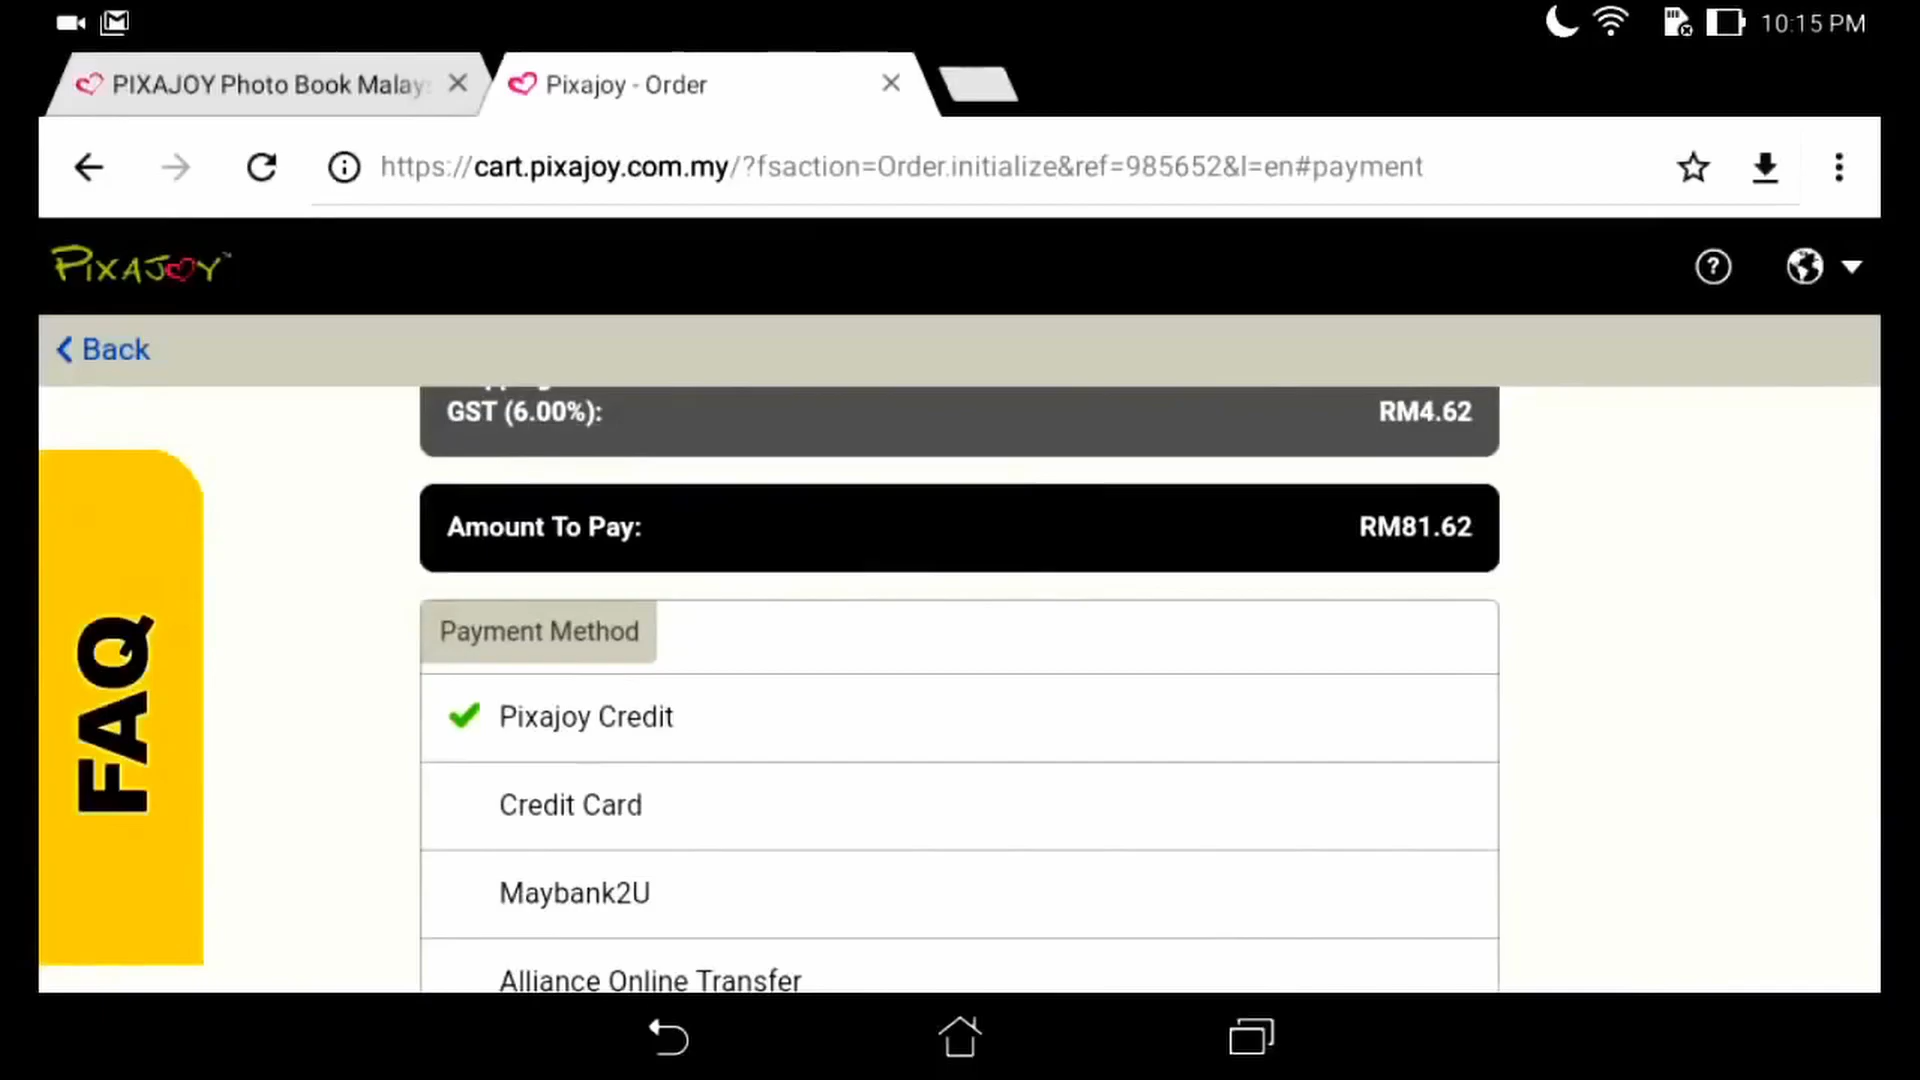 10:15 PM
PIXAJOY Photo Book Malay
Pixajoy - Order
https://cart.pixajoy.com.my/?fsaction=Order.initialize&ref=985652&l=en#payment
PIXAJOY
Back
GST (6.00%): RM4.62
Amount To Pay: RM81.62
FAQ
Payment Method
Pixajoy Credit
Credit Card
Maybank2U
Alliance Online Transfer